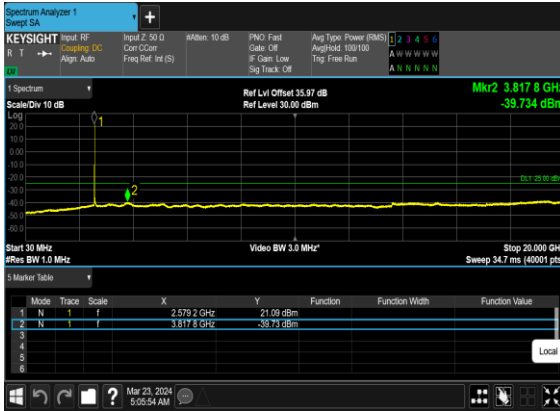 Spectrum Analyzer 1
Swept SA
+
KEYSIGHT Input: RF Input Z: 50 Ω #Atten: 10 dB PNO: Fast Avg Type: Power (RMS) 1 2 3 4 5 6
R T Coupling: DC Corr CCorr Gate: Off Avg|Hold: 100/100 A W W W W W
Align: Auto Freq Ref: Int (S) IF Gain: Low Trig: Free Run
Sig Track: Off A N N N N N
LXI
1 Spectrum Ref Lvl Offset 35.97 dB Mkr2 3.817 8 GHz
Scale/Div 10 dB Ref Level 30.00 dBm -39.734 dBm
Log
20.0
10.0
0.00
-10.0
-20.0
-30.0
-40.0
-50.0
-60.0
1
2
DL1 -25.00 dBm
Start 30 MHz Video BW 3.0 MHz* Stop 20.000 GHz
#Res BW 1.0 MHz Sweep 34.7 ms (40001 pts)
5 Marker Table
Mode Trace Scale X Y Function Function Width Function Value
1 N 1 f 2.579 2 GHz 21.09 dBm
2 N 1 f 3.817 8 GHz -39.73 dBm
3
4
5
6
Local
? Mar 23, 2024
5:05:54 AM